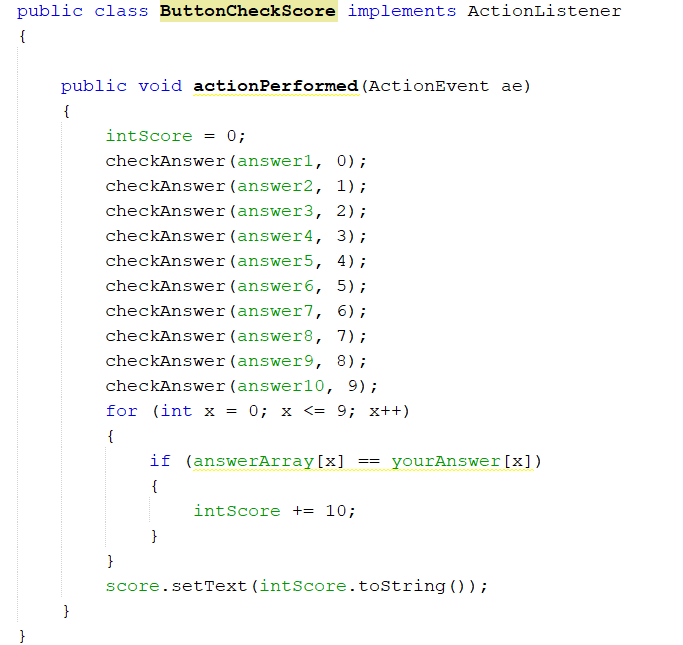 public class ButtonCheckScore implements ActionListener
{
public void actionPerformed(ActionEvent ae)
{
intScore = 0;
checkAnswer(answer1, 0);
checkAnswer(answer2, 1);
checkAnswer(answer3, 2);
checkAnswer(answer4, 3);
checkAnswer(answer5, 4);
checkAnswer(answer6, 5);
checkAnswer(answer7, 6);
checkAnswer(answer8, 7);
checkAnswer(answer9, 8);
checkAnswer(answer10, 9);
for (int x = 0; x <= 9; x++)
{
if (answerArray[x] == yourAnswer[x])
{
intScore += 10;
}
}
score.setText(intScore.toString());
}
}